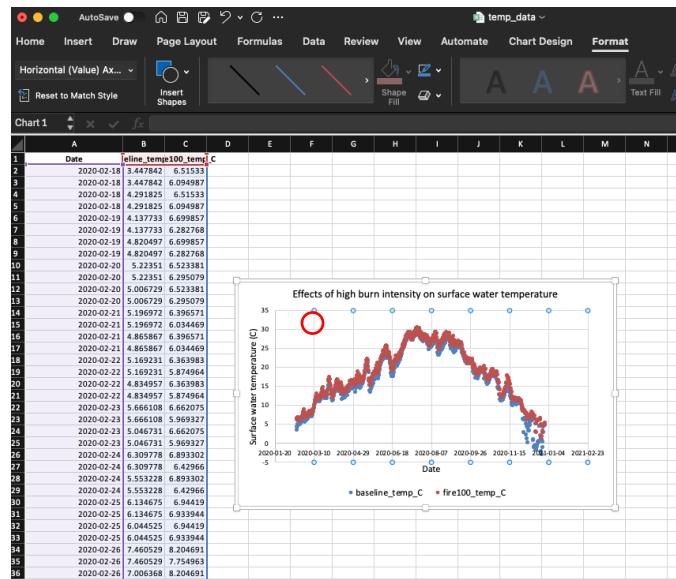 AutoSave
temp_data
Home Insert Draw Page Layout Formulas Data Review View Automate Chart Design Format
Horizontal (Value) Ax...
Reset to Match Style
Insert
Shapes
Shape
Fill
A A A
Text Fill
Chart 1
fx
A B C D E F G H I J K L M N
1 Date eline_temp e100_temp_C
2 2020-02-18 3.447842 6.51533
3 2020-02-18 3.447842 6.094987
4 2020-02-18 4.291825 6.51533
5 2020-02-18 4.291825 6.094987
6 2020-02-19 4.137733 6.699857
7 2020-02-19 4.137733 6.282768
8 2020-02-19 4.820497 6.699857
9 2020-02-19 4.820497 6.282768
10 2020-02-20 5.22351 6.523381
11 2020-02-20 5.22351 6.295079
12 2020-02-20 5.006729 6.523381
13 2020-02-20 5.006729 6.295079
14 2020-02-21 5.196972 6.396571
15 2020-02-21 5.196972 6.034469
16 2020-02-21 4.865867 6.396571
17 2020-02-21 4.865867 6.034469
18 2020-02-22 5.169231 6.363983
19 2020-02-22 5.169231 5.874964
20 2020-02-22 4.834957 6.363983
21 2020-02-22 4.834957 5.874964
22 2020-02-23 5.666108 6.662075
23 2020-02-23 5.666108 5.969327
24 2020-02-23 5.046731 6.662075
25 2020-02-23 5.046731 5.969327
26 2020-02-24 6.309778 6.893302
27 2020-02-24 6.309778 6.42966
28 2020-02-24 5.553228 6.893302
29 2020-02-24 5.553228 6.42966
30 2020-02-25 6.134675 6.94419
31 2020-02-25 6.134675 6.933944
32 2020-02-25 6.044525 6.94419
33 2020-02-25 6.044525 6.933944
34 2020-02-26 7.460529 8.204691
35 2020-02-26 7.460529 7.754963
36 2020-02-26 7.006368 8.204691
Effects of high burn intensity on surface water temperature
Surface water temperature (C)
35
30
25
20
15
10
5
0
-5
2020-01-20 2020-03-10 2020-04-29 2020-06-18 2020-08-07 2020-09-26 2020-11-15 2021-01-04 2021-02-23
Date
baseline_temp_C fire100_temp_C